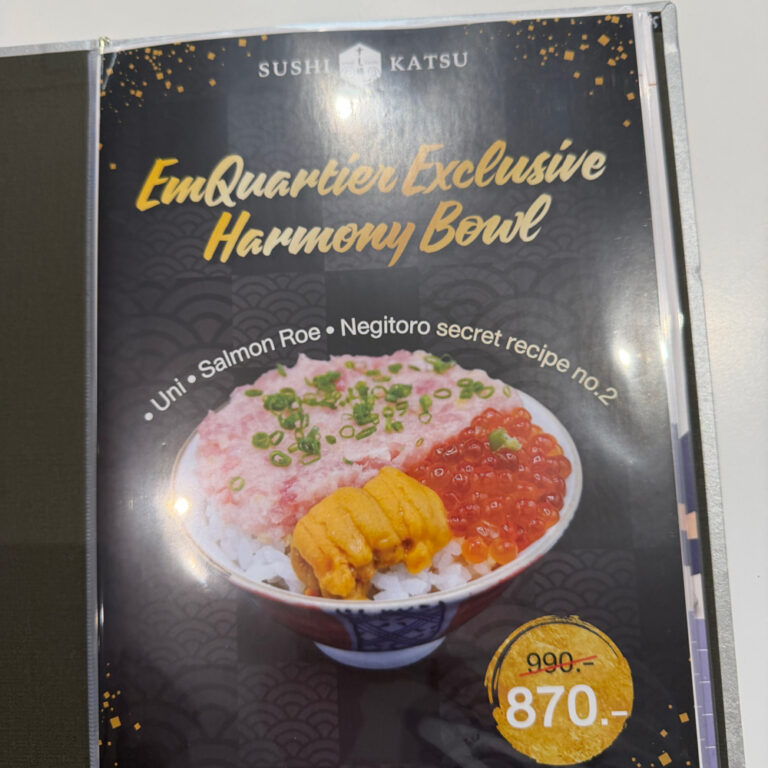 SUSHI KATSU
EmQuartier Exclusive
Harmony Bowl
• Uni • Salmon Roe • Negitoro secret recipe no.2
990.-
870.-